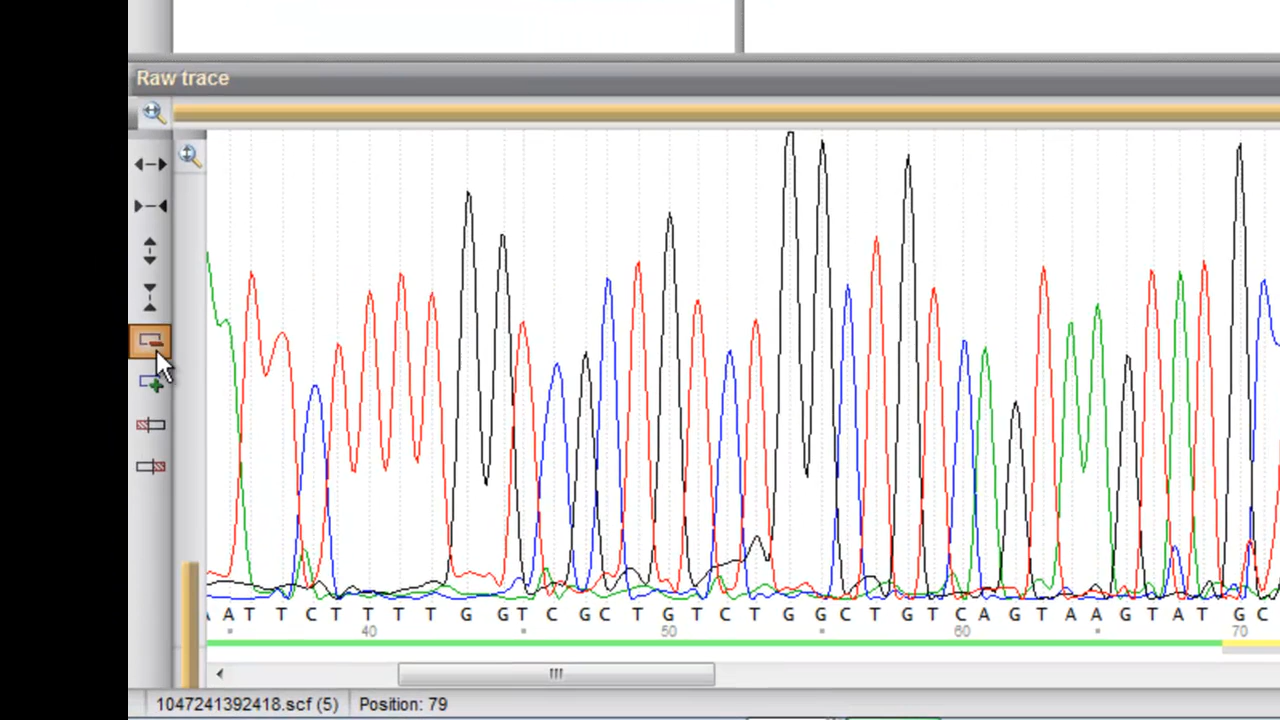 Raw trace
A A T T C T T T T G G T C G C T G T C T G G C T G T C A G T A A G T A T G C
40 50 60 70
1047241392418.scf (5) Position: 79